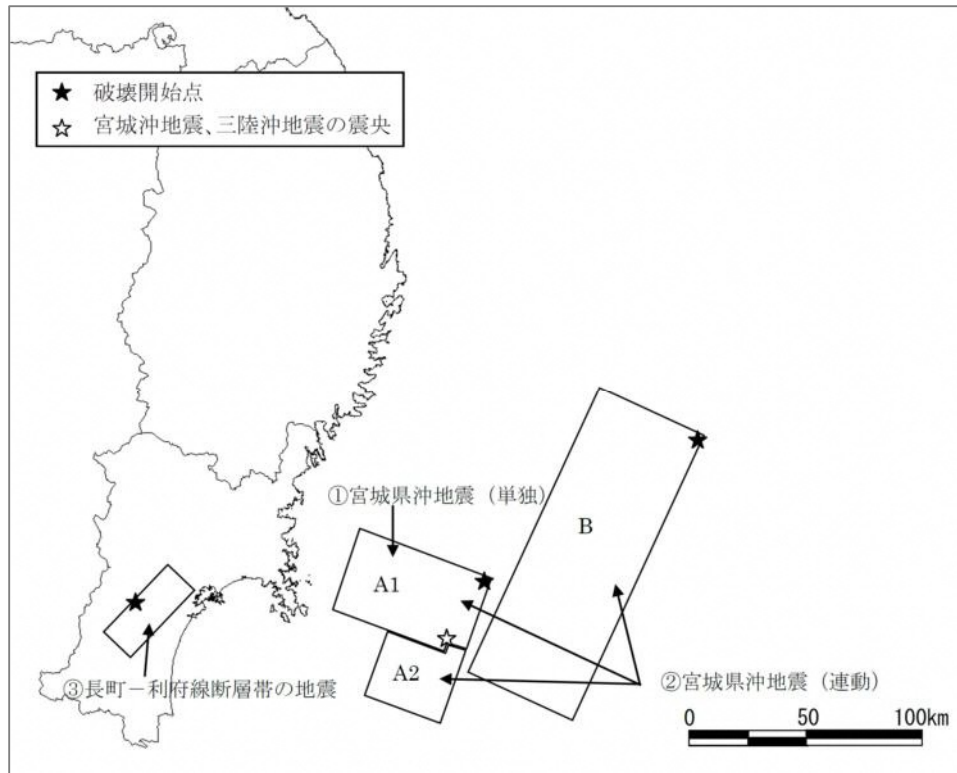 ★ 破壊開始点
☆ 宮城沖地震、三陸沖地震の震央
①宮城県沖地震（単独）
B
A1
A2
③長町－利府線断層帯の地震
②宮城県沖地震（連動）
0 50 100km